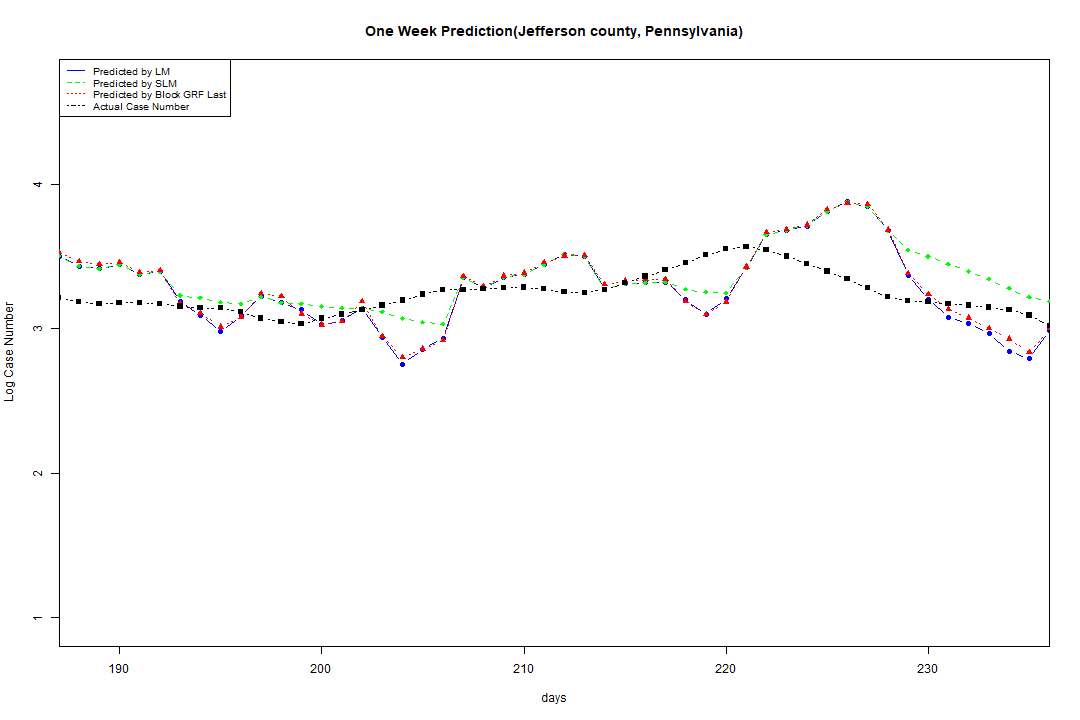 One Week Prediction(Jefferson county, Pennsylvania)
Predicted by LM
Predicted by SLM
Predicted by Block GRF Last
Actual Case Number
4
3
2
1
Log Case Number
190 200 210 220 230
days